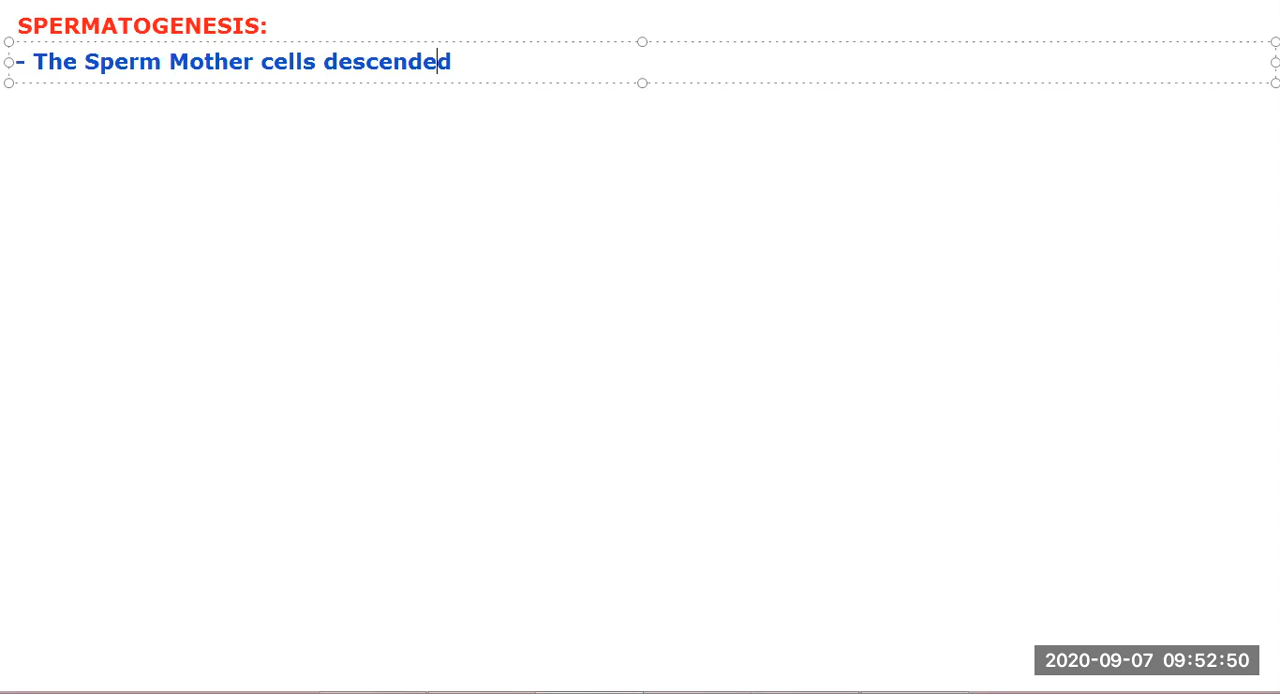 SPERMATOGENESIS:
- The Sperm Mother cells descended
2020-09-07 09:52:50